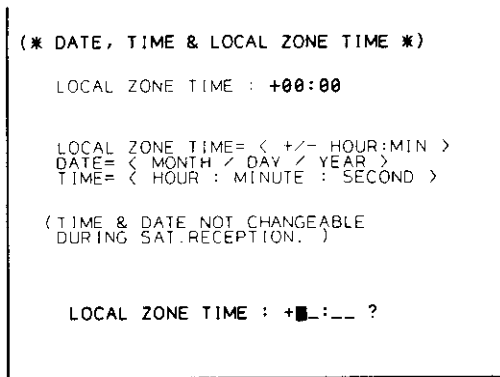 (* DATE, TIME & LOCAL ZONE TIME *)
LOCAL ZONE TIME : +00:00
LOCAL ZONE TIME= < +/- HOUR:MIN >
DATE= < MONTH / DAY / YEAR >
TIME= < HOUR : MINUTE : SECOND >
(TIME & DATE NOT CHANGEABLE
DURING SAT.RECEPTION. )
LOCAL ZONE TIME : +█_:__ ?